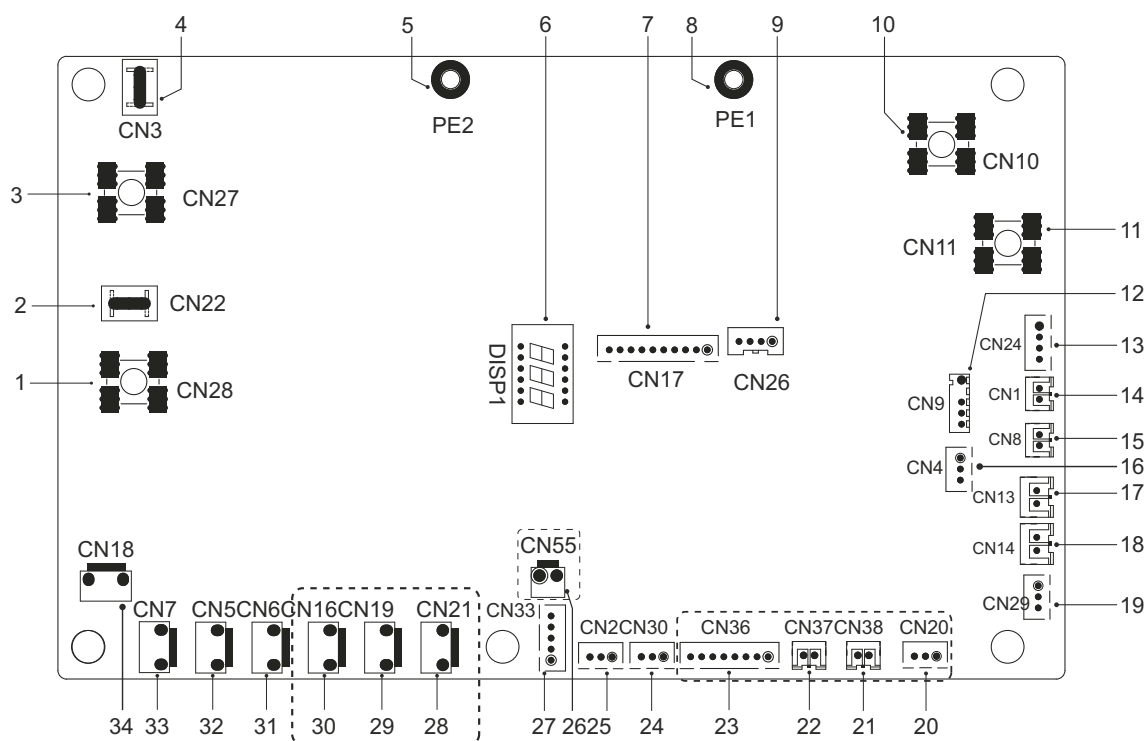 4 5 6 7 8 9 10
CN3 PE2 PE1
CN10
3 CN27
CN11 11
2 CN22
12
CN24 13
DISP1 CN17 CN26
1 CN28
CN9 CN1 14
CN8 15
CN4 16
CN13 17
CN14 18
CN18 CN55
CN33 CN29 19
CN7 CN5 CN6 CN16 CN19 CN21 CN2 CN30 CN36 CN37 CN38 CN20
34 33 32 31 30 29 28 27 26 25 24 23 22 21 20